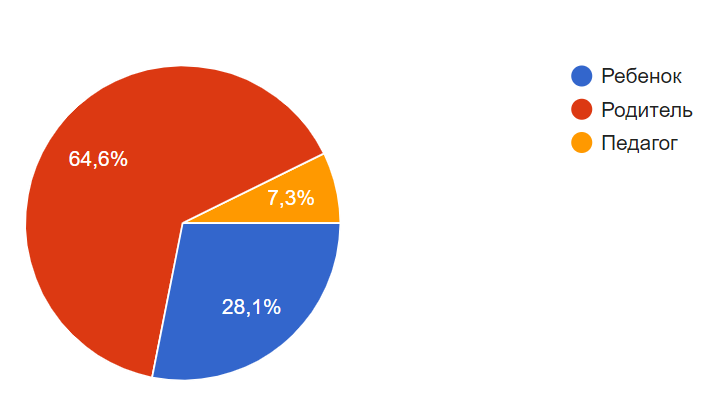 Ребенок
Родитель
Педагог
64,6%
7,3%
28,1%